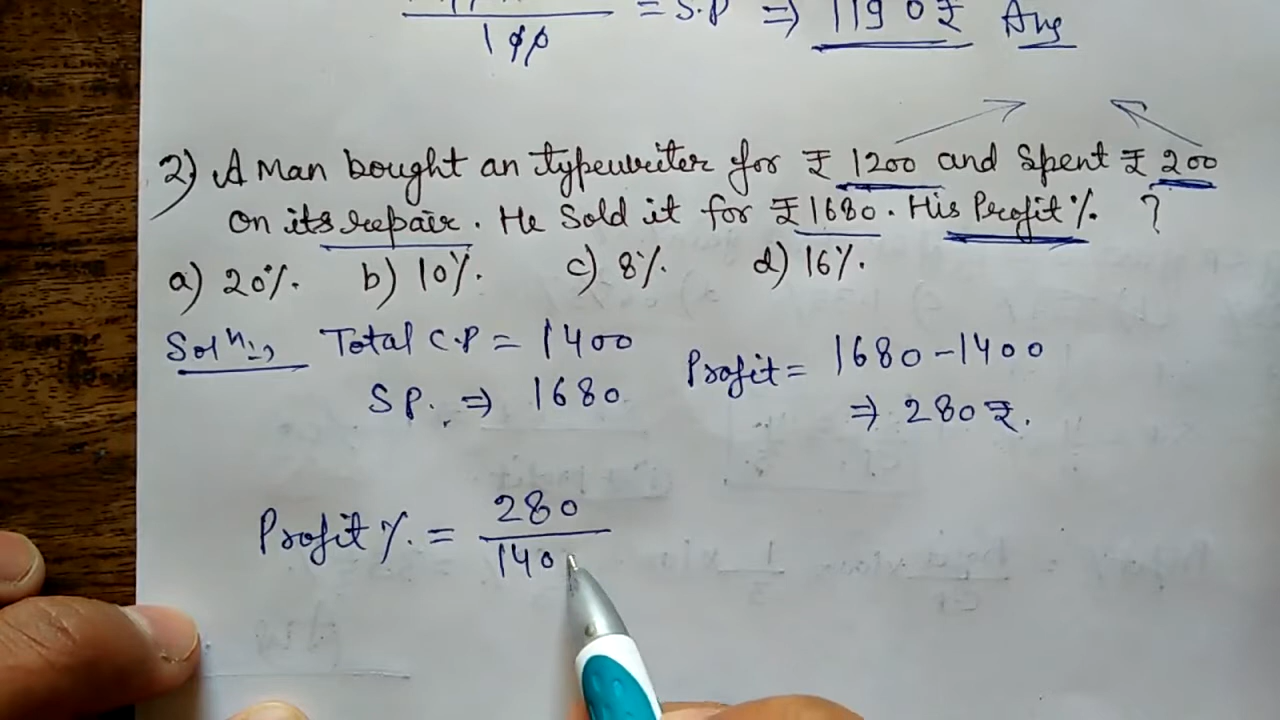 = S.P ⇒ 1190₹ Ans
100
2) A Man bought an typewriter for ₹ 1200 and Spent ₹ 200
on its repair. He Sold it for ₹ 1680. His Profit % ?
a) 20% b) 10% c) 8% d) 16%.
Solⁿ:- Total C.P = 1400
S P. ⇒ 1680
Profit = 1680 - 1400
⇒ 280 ₹.
Profit % = 280
140